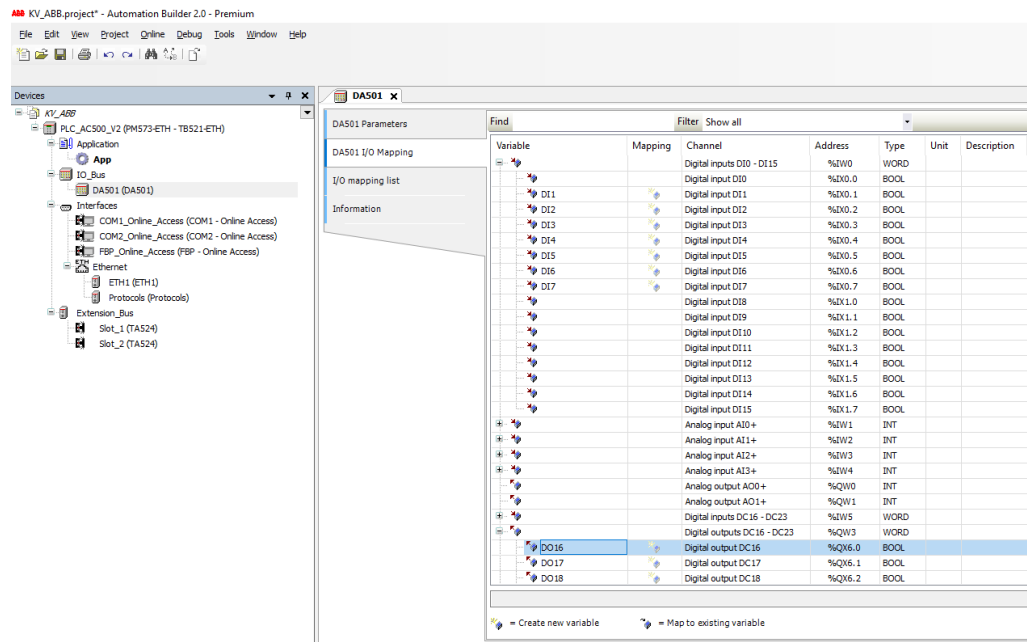 ABB KV_ABB.project* - Automation Builder 2.0 - Premium
File Edit View Project Online Debug Tools Window Help
Devices
KV_ABB
PLC_AC500_V2 (PM573-ETH - TB521-ETH)
Application
App
IO_Bus
DA501 (DA501)
Interfaces
COM1_Online_Access (COM1 - Online Access)
COM2_Online_Access (COM2 - Online Access)
FBP_Online_Access (FBP - Online Access)
ETH Ethernet
ETH1 (ETH1)
Protocols (Protocols)
Extension_Bus
Slot_1 (TA524)
Slot_2 (TA524)
DA501
DA501 Parameters
DA501 I/O Mapping
I/O mapping list
Information
Find Filter Show all
Variable Mapping Channel Address Type Unit Description
Digital inputs DI0 - DI15 %IW0 WORD
Digital input DI0 %IX0.0 BOOL
DI1 Digital input DI1 %IX0.1 BOOL
DI2 Digital input DI2 %IX0.2 BOOL
DI3 Digital input DI3 %IX0.3 BOOL
DI4 Digital input DI4 %IX0.4 BOOL
DI5 Digital input DI5 %IX0.5 BOOL
DI6 Digital input DI6 %IX0.6 BOOL
DI7 Digital input DI7 %IX0.7 BOOL
Digital input DI8 %IX1.0 BOOL
Digital input DI9 %IX1.1 BOOL
Digital input DI10 %IX1.2 BOOL
Digital input DI11 %IX1.3 BOOL
Digital input DI12 %IX1.4 BOOL
Digital input DI13 %IX1.5 BOOL
Digital input DI14 %IX1.6 BOOL
Digital input DI15 %IX1.7 BOOL
Analog input AI0+ %IW1 INT
Analog input AI1+ %IW2 INT
Analog input AI2+ %IW3 INT
Analog input AI3+ %IW4 INT
Analog output AO0+ %QW0 INT
Analog output AO1+ %QW1 INT
Digital inputs DC16 - DC23 %IW5 WORD
Digital outputs DC16 - DC23 %QW3 WORD
DO16 Digital output DC16 %QX6.0 BOOL
DO17 Digital output DC17 %QX6.1 BOOL
DO18 Digital output DC18 %QX6.2 BOOL
= Create new variable = Map to existing variable